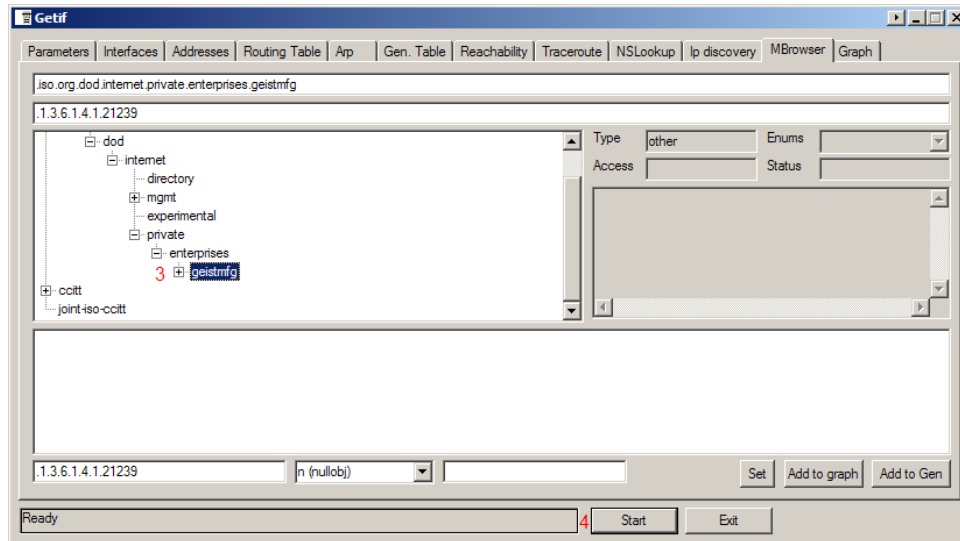 Getif
Parameters Interfaces Addresses Routing Table Arp Gen. Table Reachability Traceroute NSLookup Ip discovery MBrowser Graph
.iso.org.dod.internet.private.enterprises.geistmfg
.1.3.6.1.4.1.21239
dod
internet
directory
mgmt
experimental
private
enterprises
3 geistmfg
ccitt
joint-iso-ccitt
Type other Enums
Access Status
.1.3.6.1.4.1.21239 n (nullobj) Set Add to graph Add to Gen
Ready 4 Start Exit